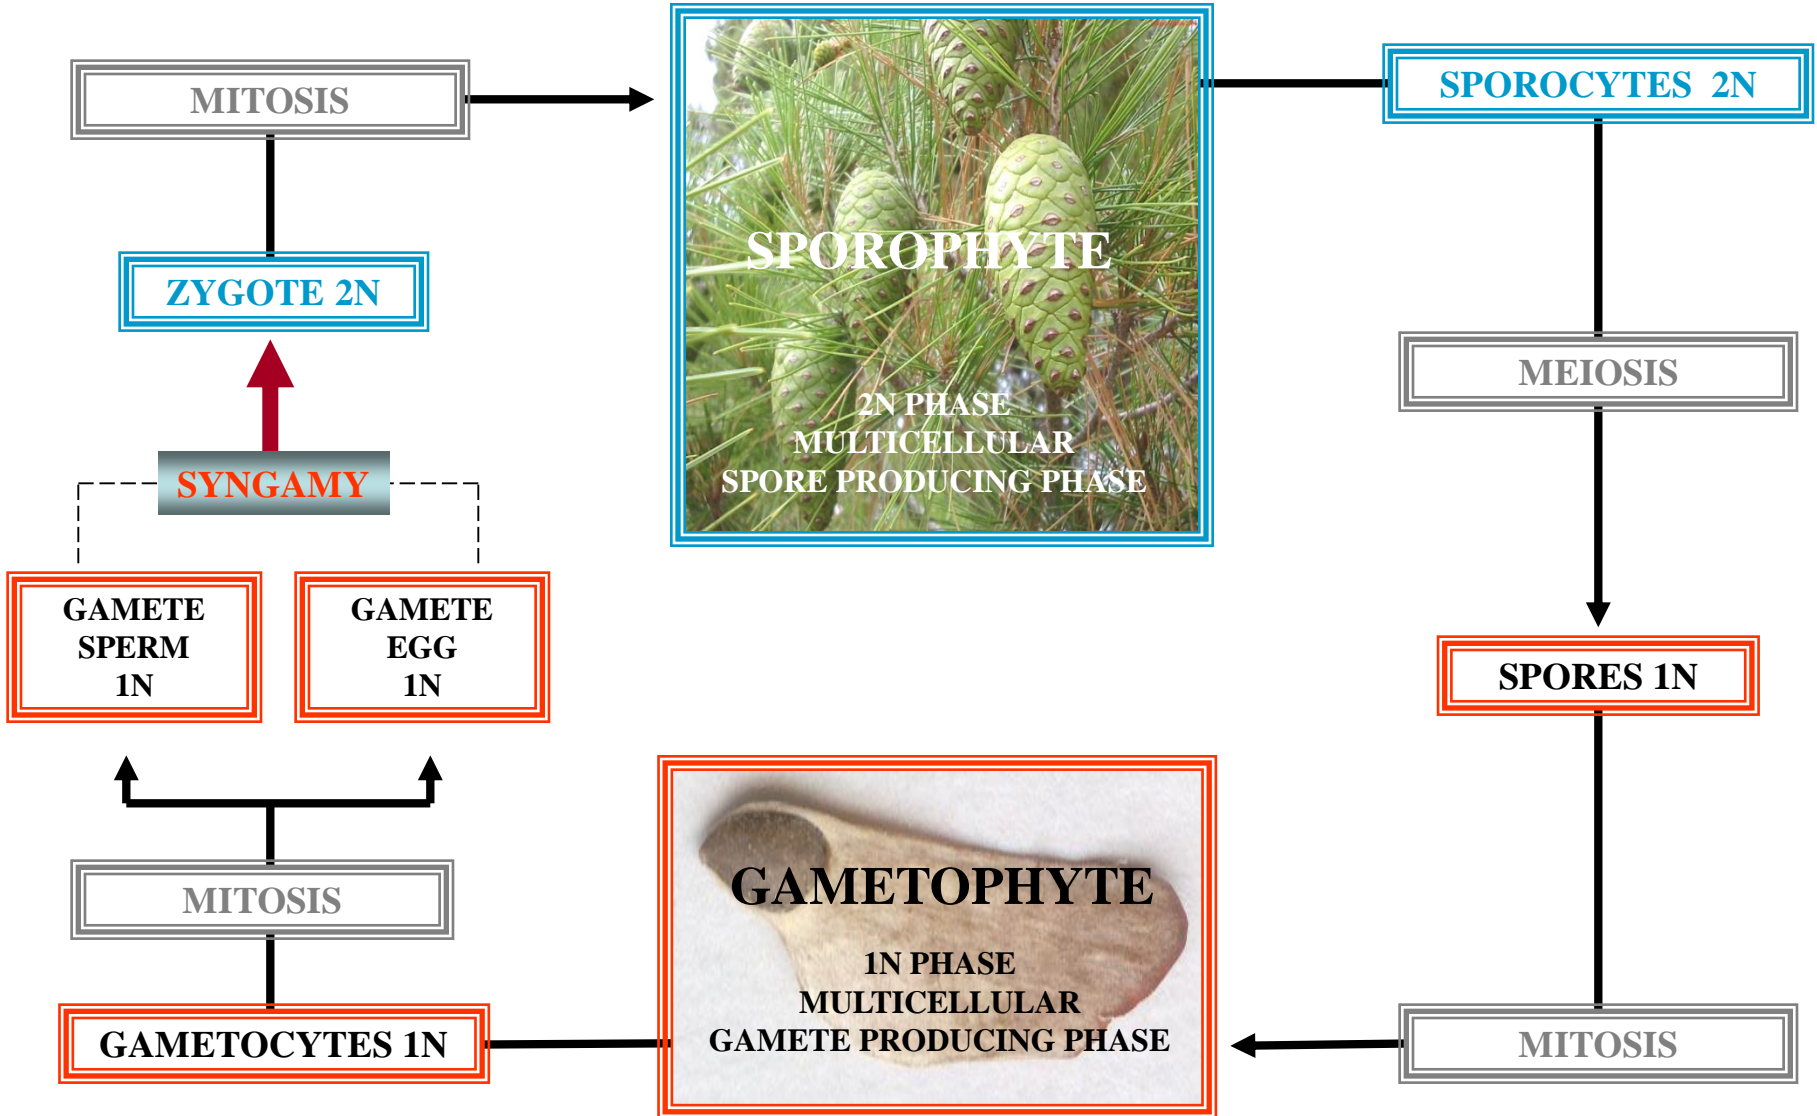 MITOSIS
SPOROCYTES 2N
SPOROPHYTE
2N PHASE
MULTICELLULAR
SPORE PRODUCING PHASE
ZYGOTE 2N
MEIOSIS
SYNGAMY
GAMETE
SPERM
1N
GAMETE
EGG
1N
SPORES 1N
MITOSIS
GAMETOPHYTE
1N PHASE
MULTICELLULAR
GAMETE PRODUCING PHASE
GAMETOCYTES 1N
MITOSIS